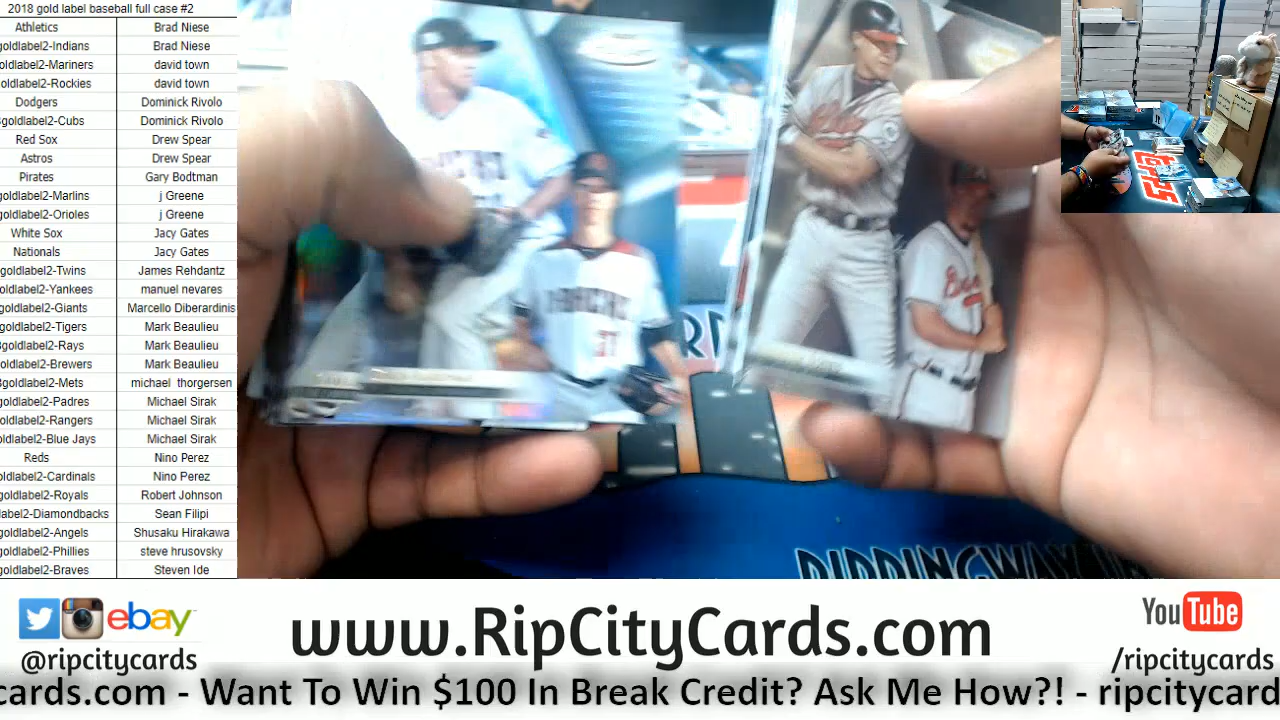 2018 gold label baseball full case #2
Athletics Brad Niese
goldlabel2-Indians Brad Niese
oldlabel2-Mariners david town
oldlabel2-Rockies david town
Dodgers Dominick Rivolo
goldlabel2-Cubs Dominick Rivolo
Red Sox Drew Spear
Astros Drew Spear
Pirates Gary Bodtman
goldlabel2-Marlins j Greene
goldlabel2-Orioles j Greene
White Sox Jacy Gates
Nationals Jacy Gates
goldlabel2-Twins James Rehdantz
oldlabel2-Yankees manuel nevares
goldlabel2-Giants Marcello Diberardinis
goldlabel2-Tigers Mark Beaulieu
goldlabel2-Rays Mark Beaulieu
oldlabel2-Brewers Mark Beaulieu
goldlabel2-Mets michael thorgersen
oldlabel2-Padres Michael Sirak
oldlabel2-Rangers Michael Sirak
oldlabel2-Blue Jays Michael Sirak
Reds Nino Perez
oldlabel2-Cardinals Nino Perez
goldlabel2-Royals Robert Johnson
label2-Diamondbacks Sean Filipi
goldlabel2-Angels Shusaku Hirakawa
oldlabel2-Phillies steve hrusovsky
oldlabel2-Braves Steven Ide
ebay
@ripcitycards
www.RipCityCards.com
YouTube
/ripcitycards
cards.com - Want To Win $100 In Break Credit? Ask Me How?! - ripcitycard